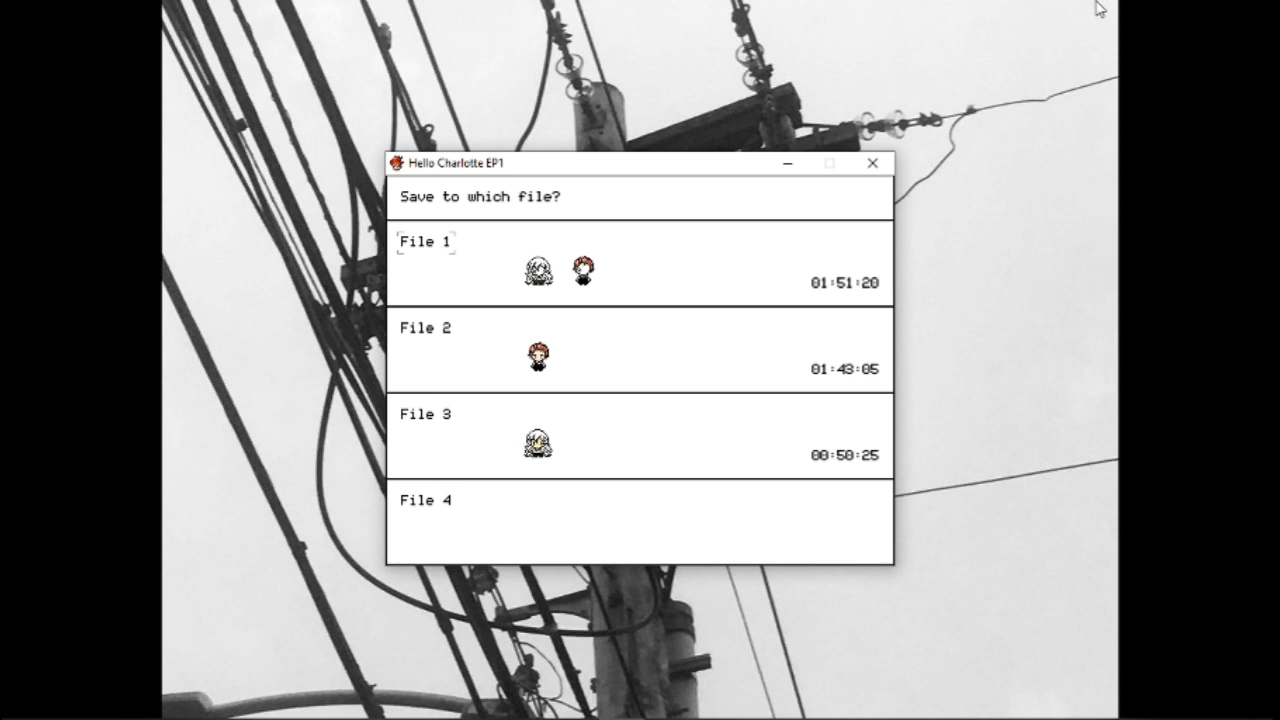 Hello Charlotte EP1
Save to which file?
File 1
01:51:20
File 2
01:43:05
File 3
00:50:25
File 4